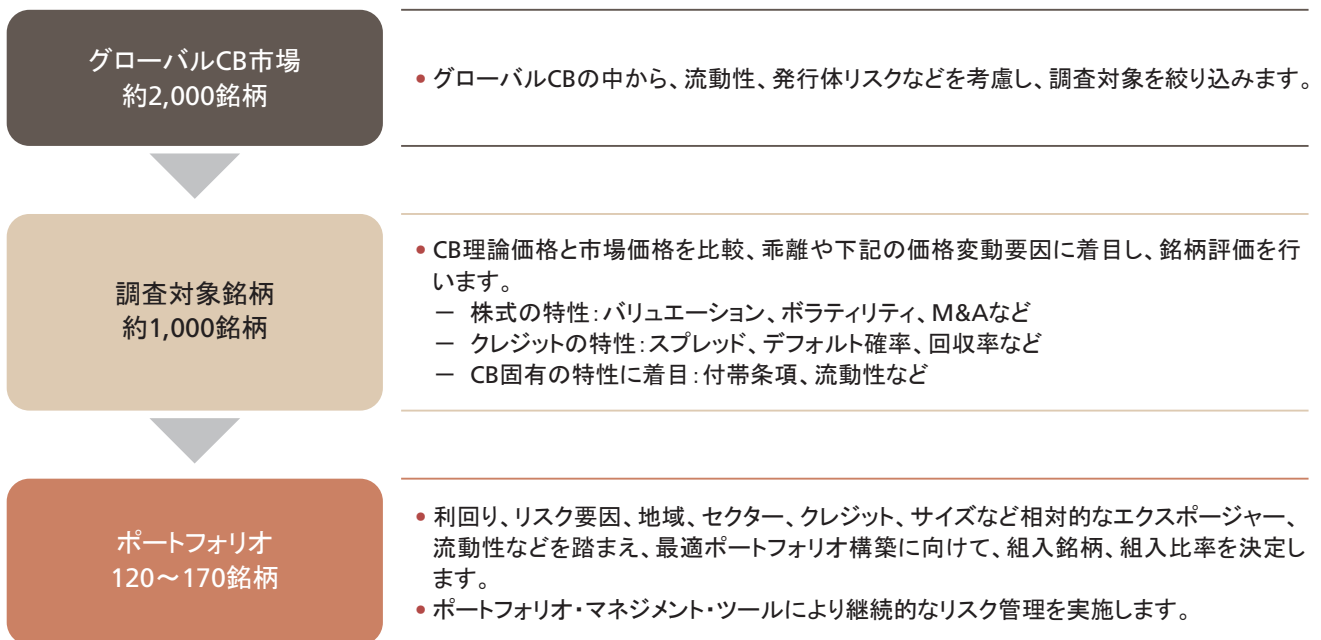 グローバルCB市場
約2,000銘柄
• グローバルCBの中から、流動性、発行体リスクなどを考慮し、調査対象を絞り込みます。
調査対象銘柄
約1,000銘柄
• CB理論価格と市場価格を比較、乖離や下記の価格変動要因に着目し、銘柄評価を行
います。
－ 株式の特性：バリュエーション、ボラティリティ、M&Aなど
－ クレジットの特性：スプレッド、デフォルト確率、回収率など
－ CB固有の特性に着目：付帯条項、流動性など
ポートフォリオ
120～170銘柄
• 利回り、リスク要因、地域、セクター、クレジット、サイズなど相対的なエクスポージャー、
流動性などを踏まえ、最適ポートフォリオ構築に向けて、組入銘柄、組入比率を決定し
ます。
• ポートフォリオ・マネジメント・ツールにより継続的なリスク管理を実施します。